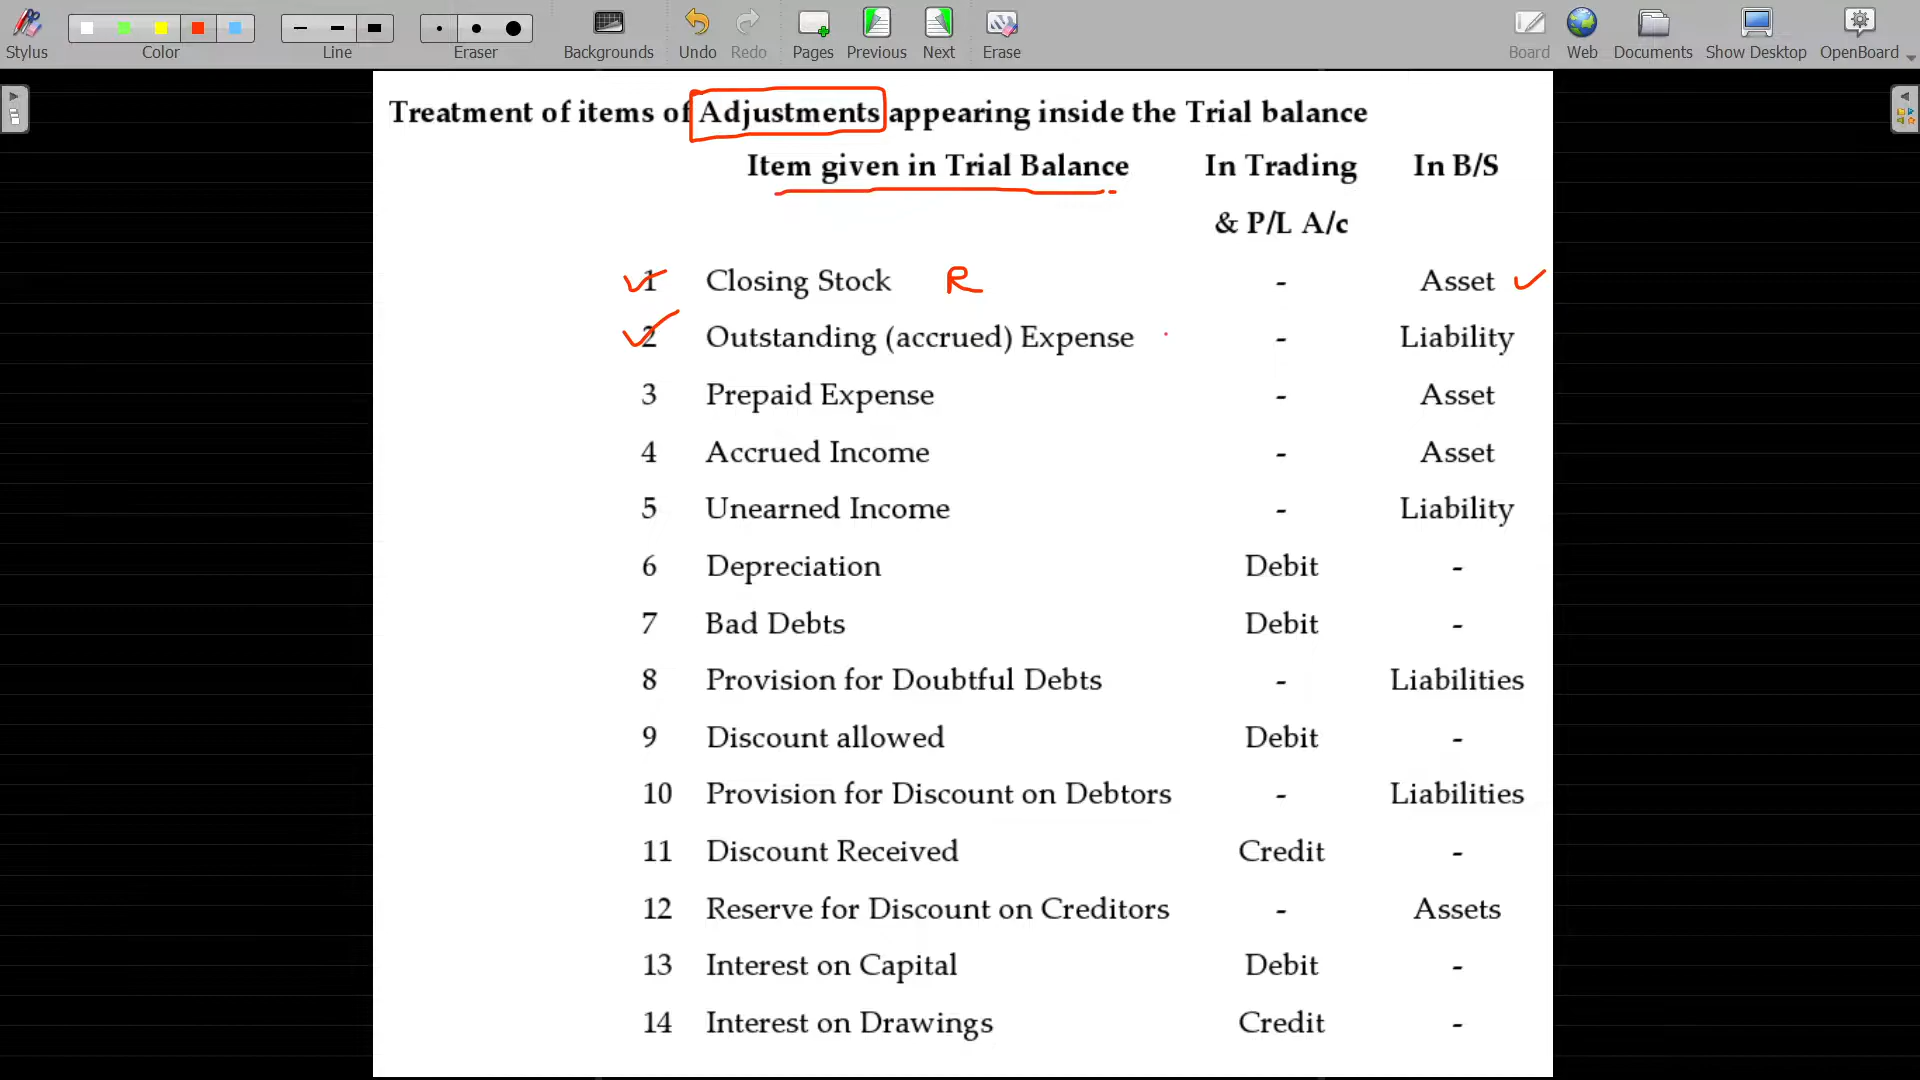 Stylus Color Line Eraser Backgrounds Undo Redo Pages Previous Next Erase Board Web Documents Show Desktop OpenBoard
Treatment of items of Adjustments appearing inside the Trial balance
Item given in Trial Balance In Trading In B/S
& P/L A/c
1 Closing Stock R - Asset
2 Outstanding (accrued) Expense - Liability
3 Prepaid Expense - Asset
4 Accrued Income - Asset
5 Unearned Income - Liability
6 Depreciation Debit -
7 Bad Debts Debit -
8 Provision for Doubtful Debts - Liabilities
9 Discount allowed Debit -
10 Provision for Discount on Debtors - Liabilities
11 Discount Received Credit -
12 Reserve for Discount on Creditors - Assets
13 Interest on Capital Debit -
14 Interest on Drawings Credit -